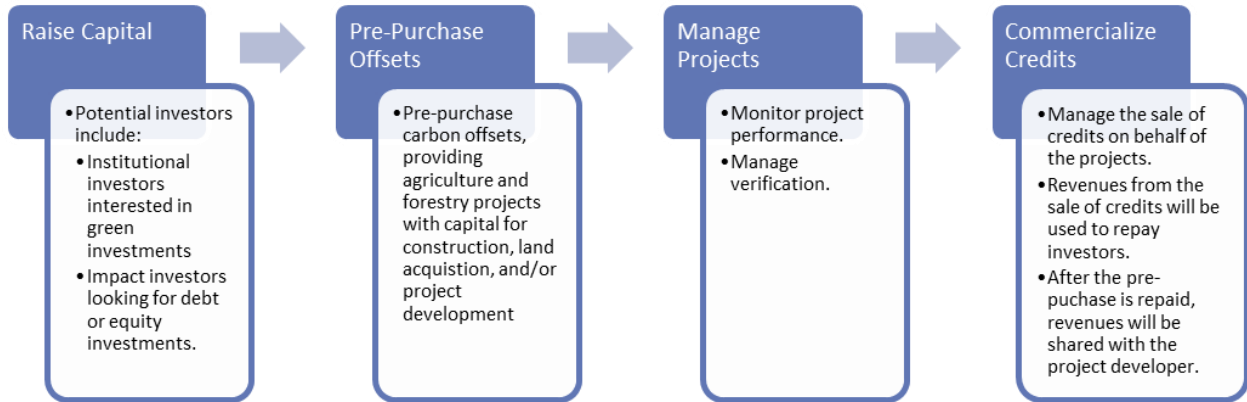 Raise Capital
•Potential investors
include:
•Institutional
investors
interested in
green
investments
•Impact investors
looking for debt
or equity
investments.
Pre-Purchase
Offsets
•Pre-purchase
carbon offsets,
providing
agriculture and
forestry projects
with capital for
construction, land
acquistion, and/or
project
development
Manage
Projects
•Monitor project
performance.
•Manage
verification.
Commercialize
Credits
•Manage the sale of
credits on behalf of
the projects.
•Revenues from the
sale of credits will be
used to repay
investors.
•After the pre-
puchase is repaid,
revenues will be
shared with the
project developer.